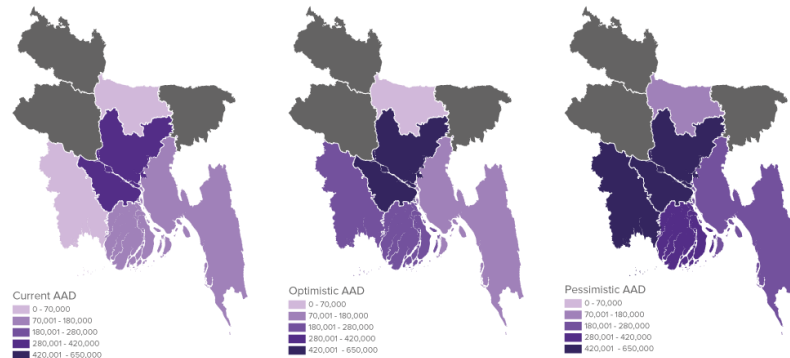 Current AAD
0 - 70,000
70,001 - 180,000
180,001 - 280,000
280,001 - 420,000
420,001 - 650,000
Optimistic AAD
0 - 70,000
70,001 - 180,000
180,001 - 280,000
280,001 - 420,000
420,001 - 650,000
Pessimistic AAD
0 - 70,000
70,001 - 180,000
180,001 - 280,000
280,001 - 420,000
420,001 - 650,000